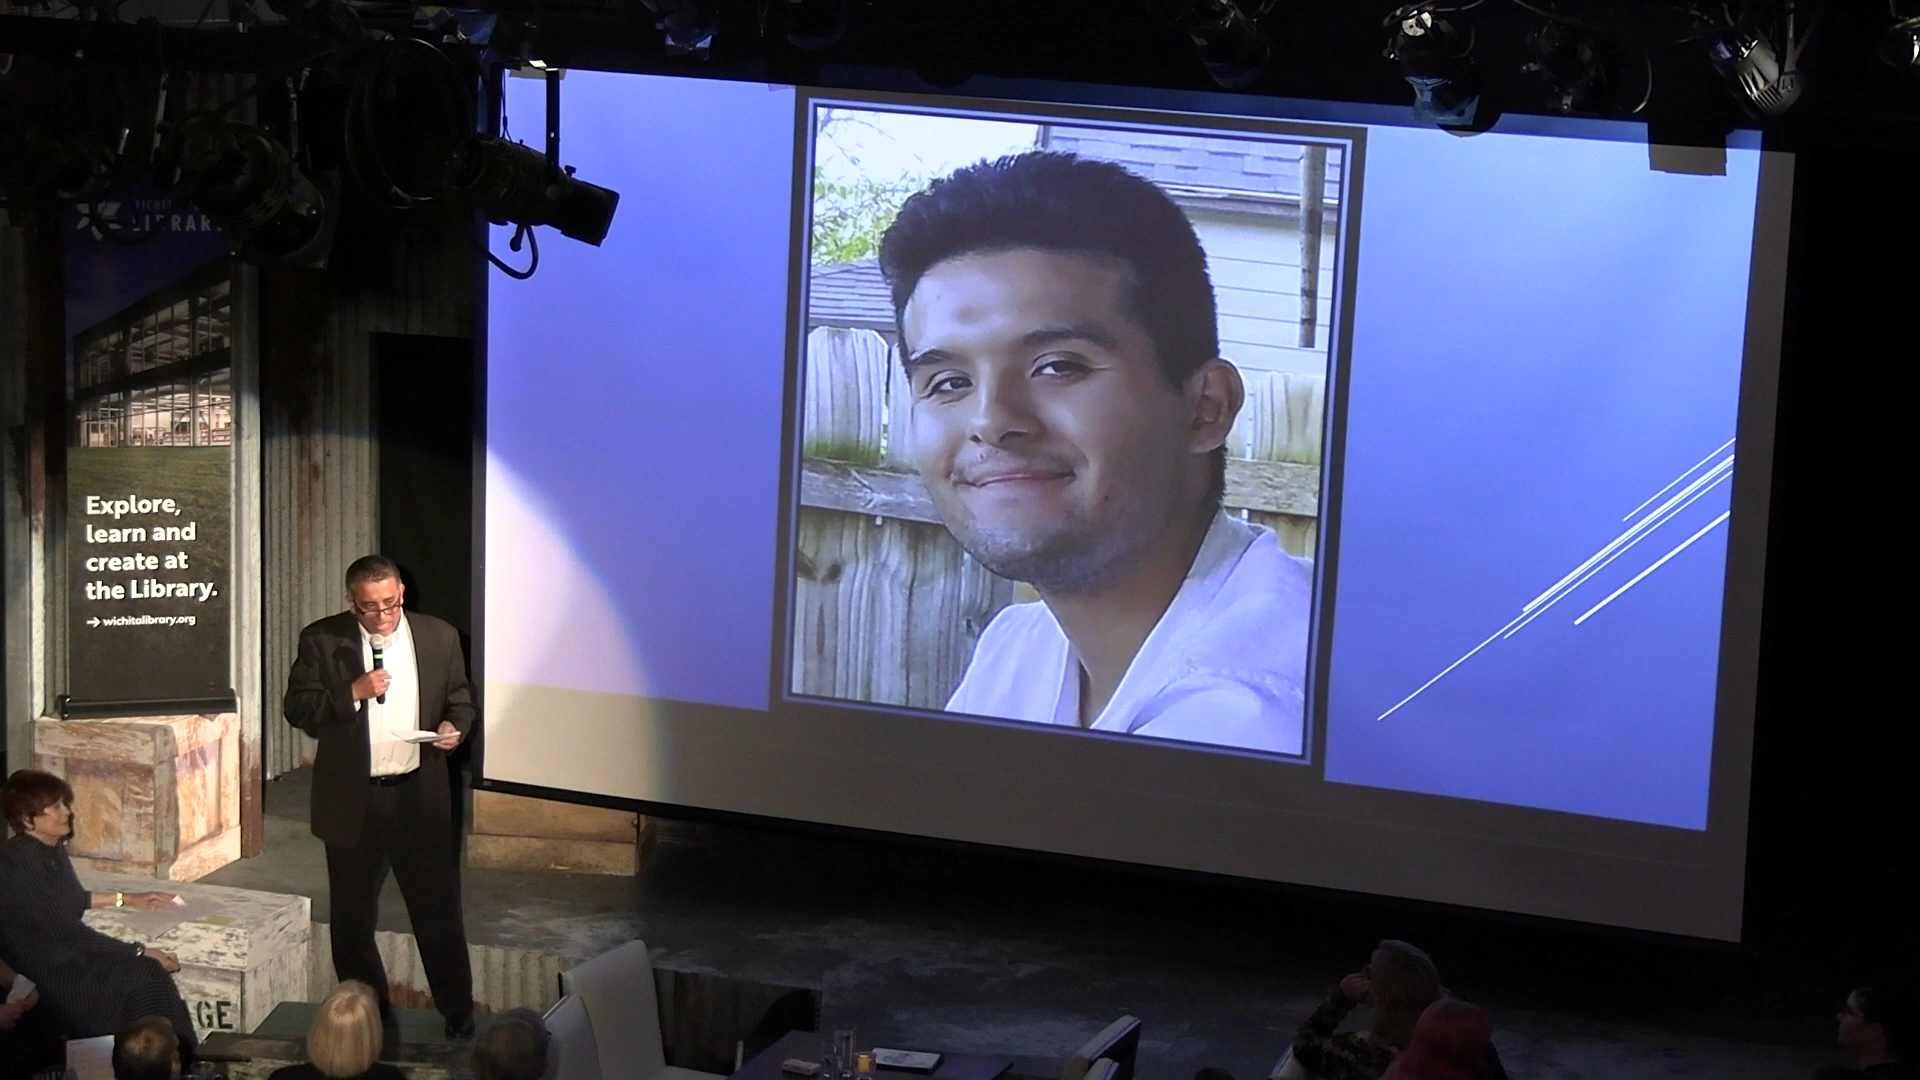 LIBRARY
Explore,
learn and
create at
the Library.
→ wichitalibrary.org
GE